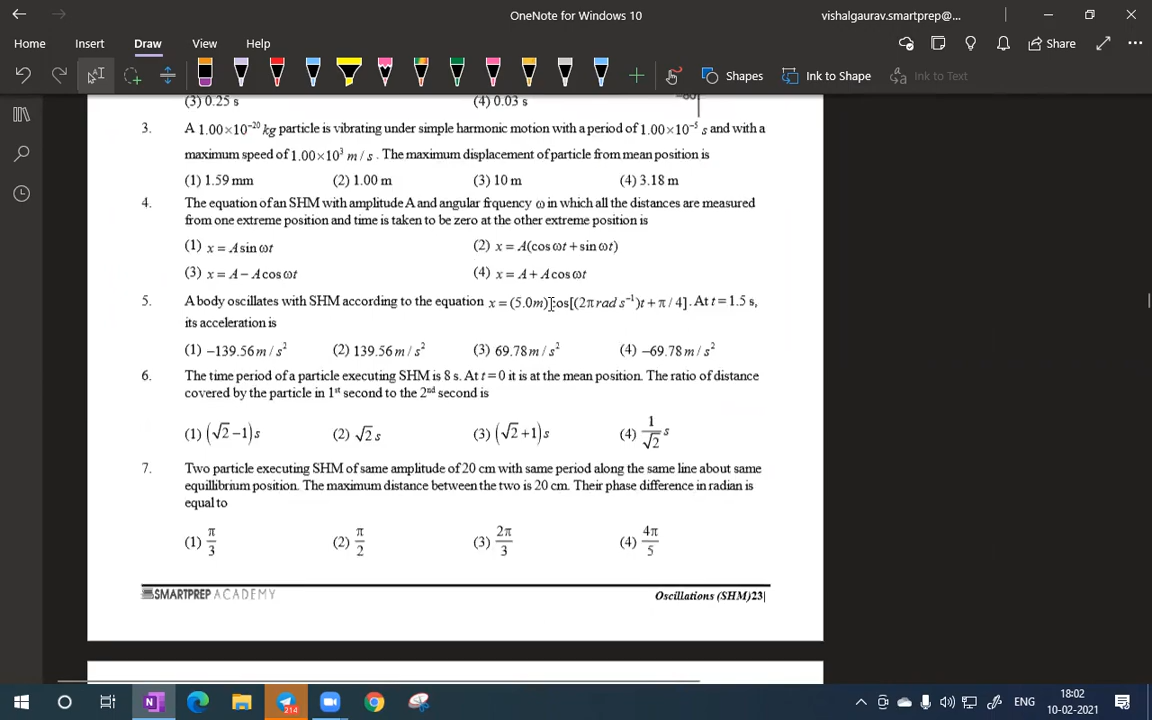 OneNote for Windows 10
vishalgaurav.smartprep@...
Home Insert Draw View Help Share
Shapes Ink to Shape Ink to Text
(3) 0.25 s (4) 0.03 s
3. A 1.00×10⁻²⁰ kg particle is vibrating under simple harmonic motion with a period of 1.00×10⁻⁵ s and with a
maximum speed of 1.00×10³ m / s . The maximum displacement of particle from mean position is
(1) 1.59 mm (2) 1.00 m (3) 10 m (4) 3.18 m
4. The equation of an SHM with amplitude A and angular frquency ω in which all the distances are measured
from one extreme position and time is taken to be zero at the other extreme position is
(1) x = A sin ωt (2) x = A(cos ωt + sin ωt)
(3) x = A − A cos ωt (4) x = A + A cos ωt
5. A body oscillates with SHM according to the equation x = (5.0m) cos[(2π rad s⁻¹)t + π / 4]. At t = 1.5 s,
its acceleration is
(1) −139.56 m / s² (2) 139.56 m / s² (3) 69.78 m / s² (4) −69.78 m / s²
6. The time period of a particle executing SHM is 8 s. At t = 0 it is at the mean position. The ratio of distance
covered by the particle in 1st second to the 2nd second is
(1) (√2 −1) s (2) √2 s (3) (√2 +1) s (4) 1/√2 s
7. Two particle executing SHM of same amplitude of 20 cm with same period along the same line about same
equillibrium position. The maximum distance between the two is 20 cm. Their phase difference in radian is
equal to
(1) π/3 (2) π/2 (3) 2π/3 (4) 4π/5
SMARTPREP ACADEMY Oscillations (SHM)23|
214
ENG
18:02
10-02-2021